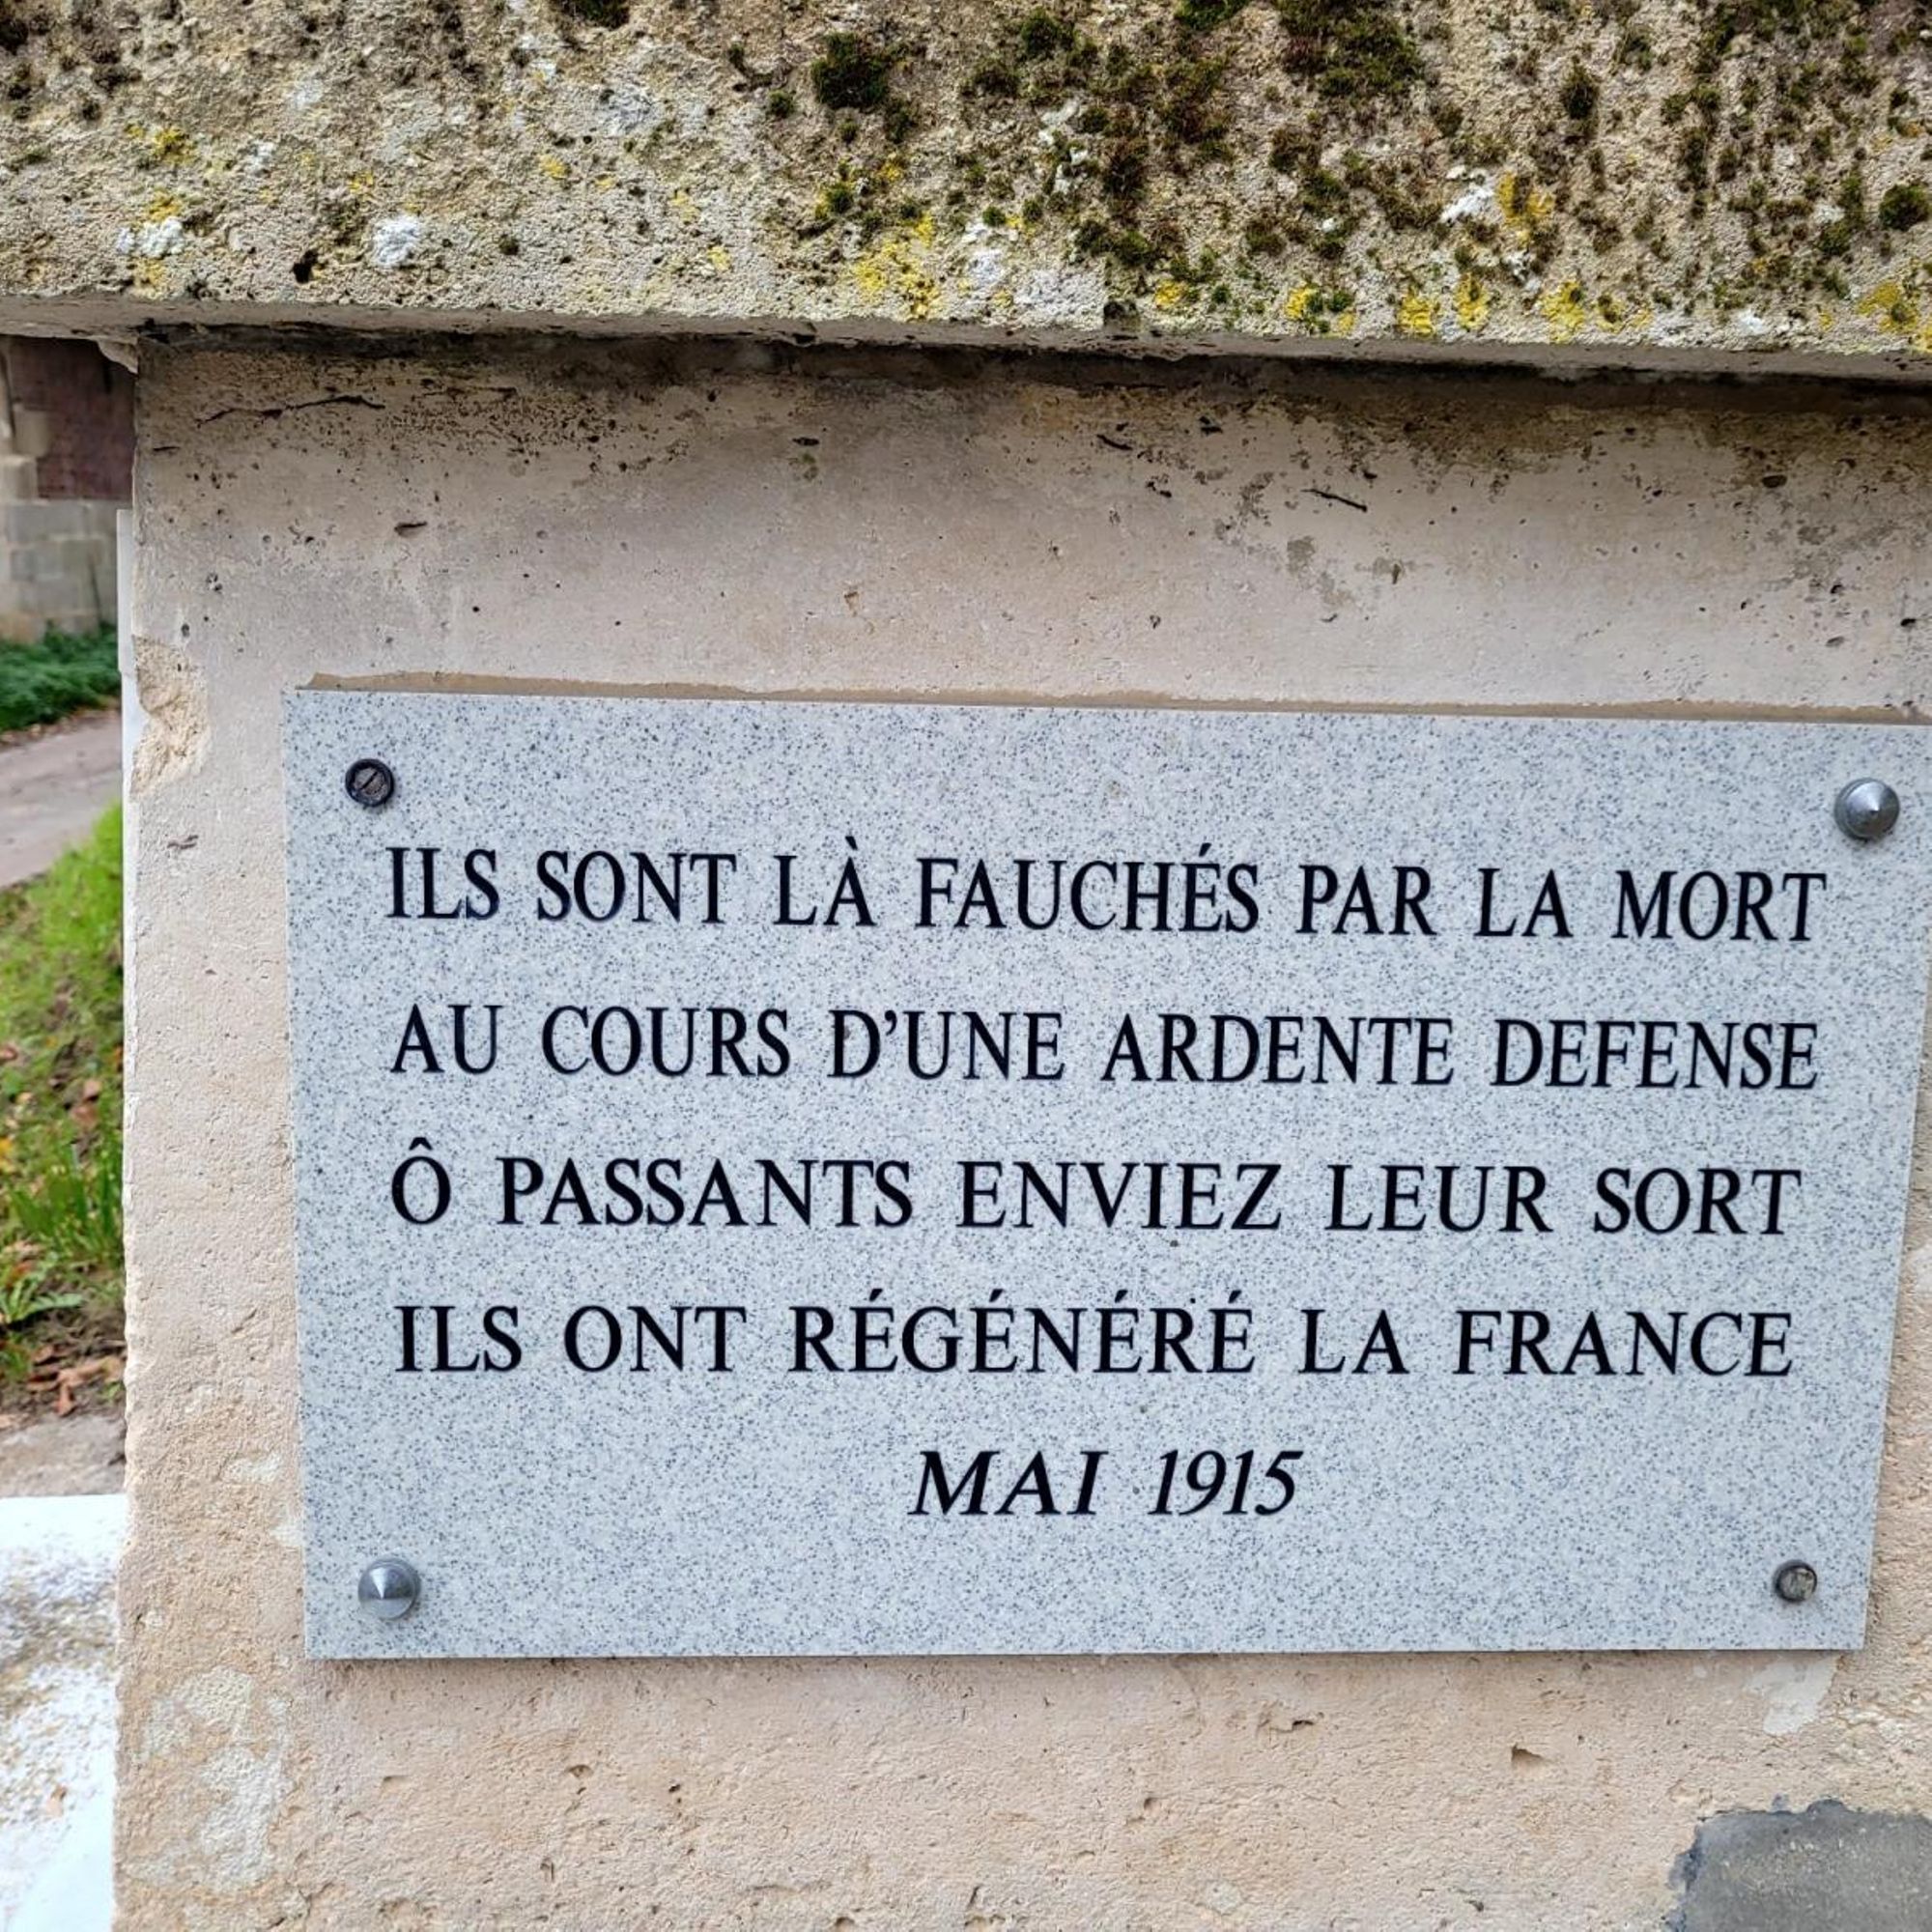 ILS SONT LÀ FAUCHÉS PAR LA MORT
AU COURS D'UNE ARDENTE DEFENSE
Ô PASSANTS ENVIEZ LEUR SORT
ILS ONT RÉGÉNÉRÉ LA FRANCE
MAI 1915